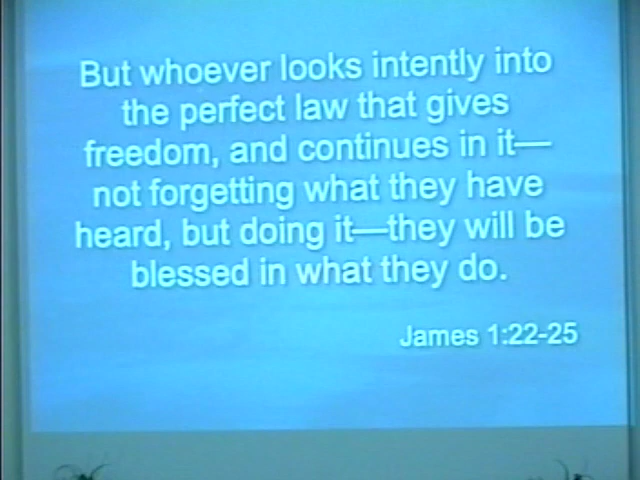 But whoever looks intently into
the perfect law that gives
freedom, and continues in it—
not forgetting what they have
heard, but doing it—they will be
blessed in what they do.
James 1:22-25